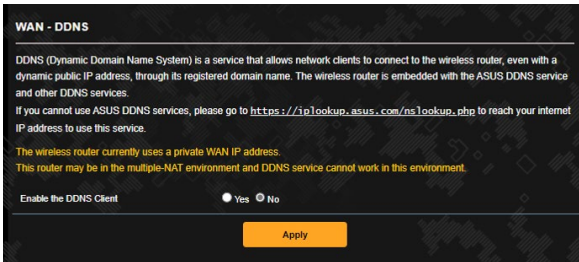 WAN - DDNS
DDNS (Dynamic Domain Name System) is a service that allows network clients to connect to the wireless router, even with a
dynamic public IP address, through its registered domain name. The wireless router is embedded with the ASUS DDNS service
and other DDNS services.
If you cannot use ASUS DDNS services, please go to https://iplookup.asus.com/nslookup.php to reach your internet
IP address to use this service.
The wireless router currently uses a private WAN IP address.
This router may be in the multiple-NAT environment and DDNS service cannot work in this environment.
Enable the DDNS Client Yes No
Apply